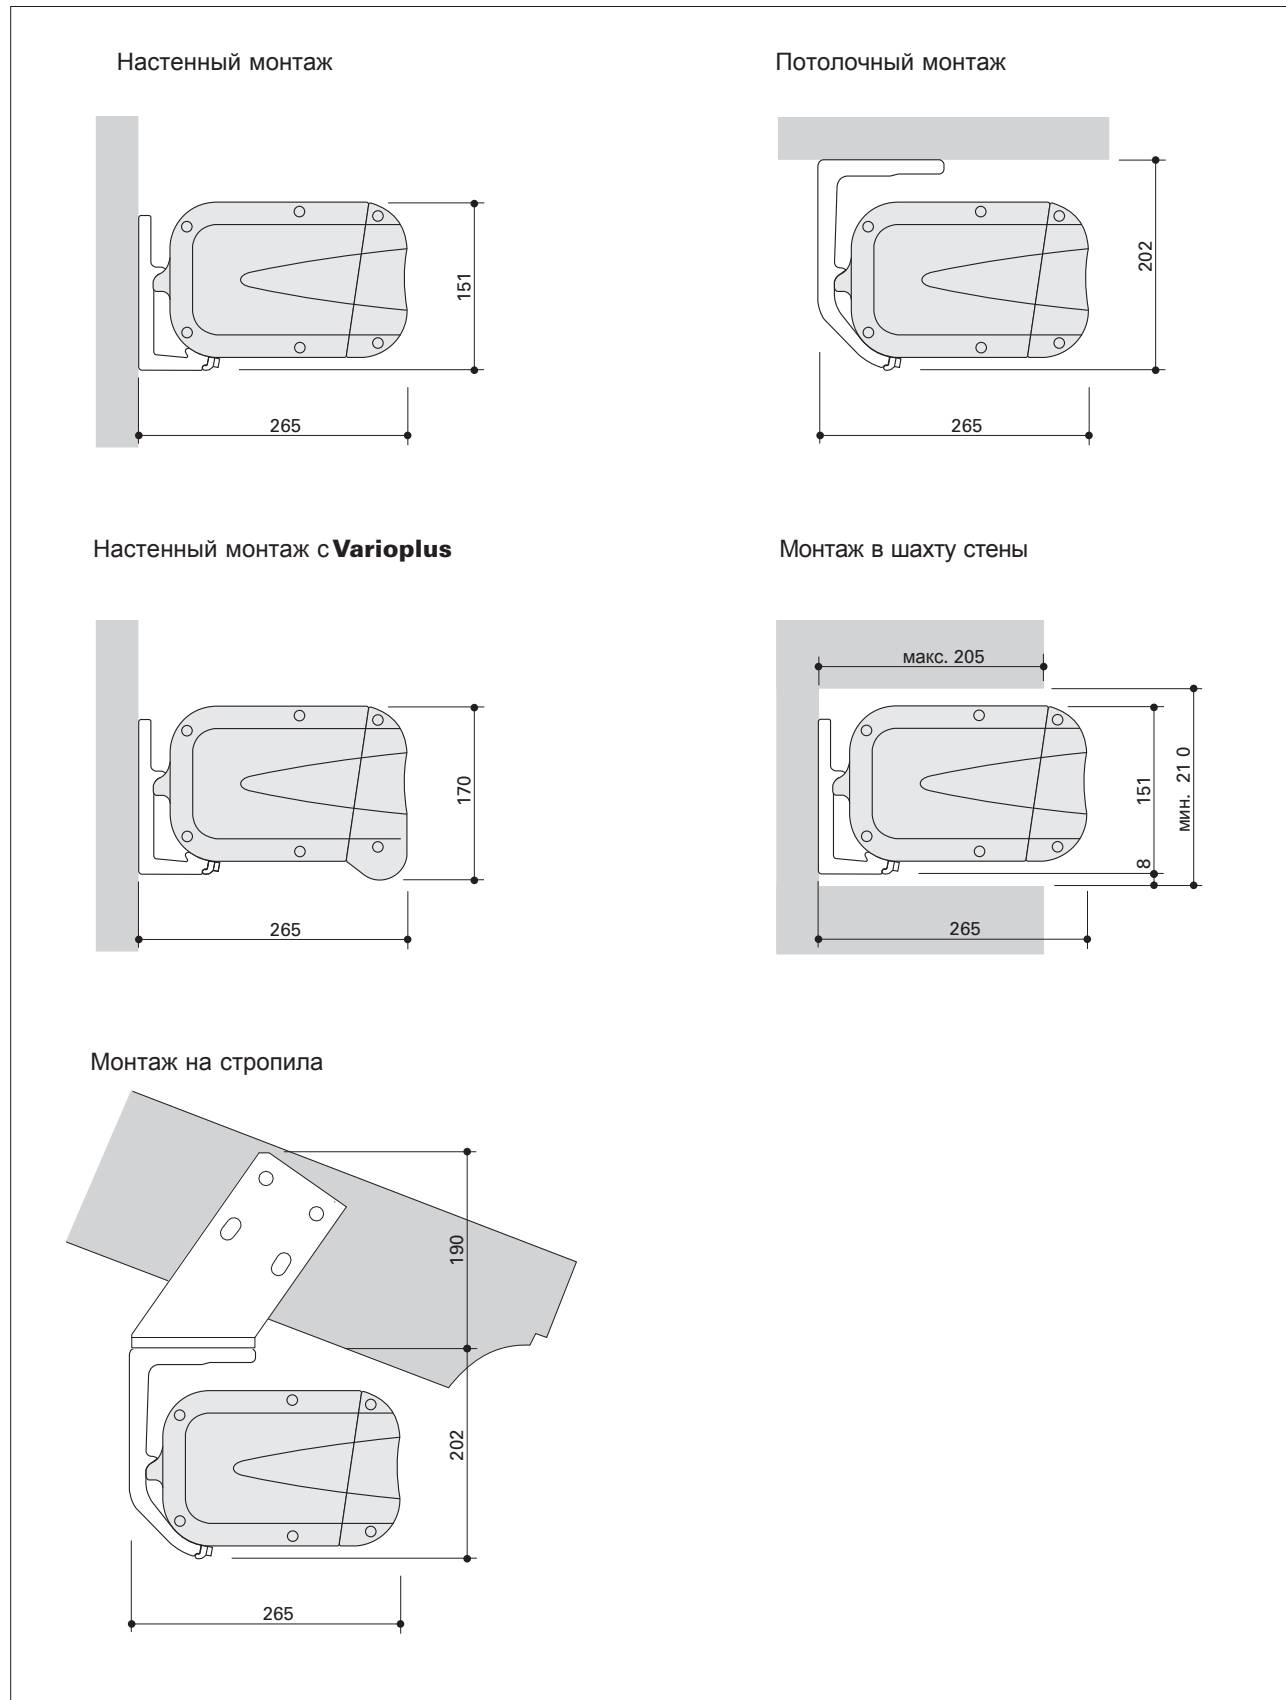 Настенный монтаж
Потолочный монтаж
151
265
202
265
Настенный монтаж с Varioplus
Монтаж в шахту стены
170
265
макс. 205
151
мин. 21 0
8
265
Монтаж на стропила
190
202
265